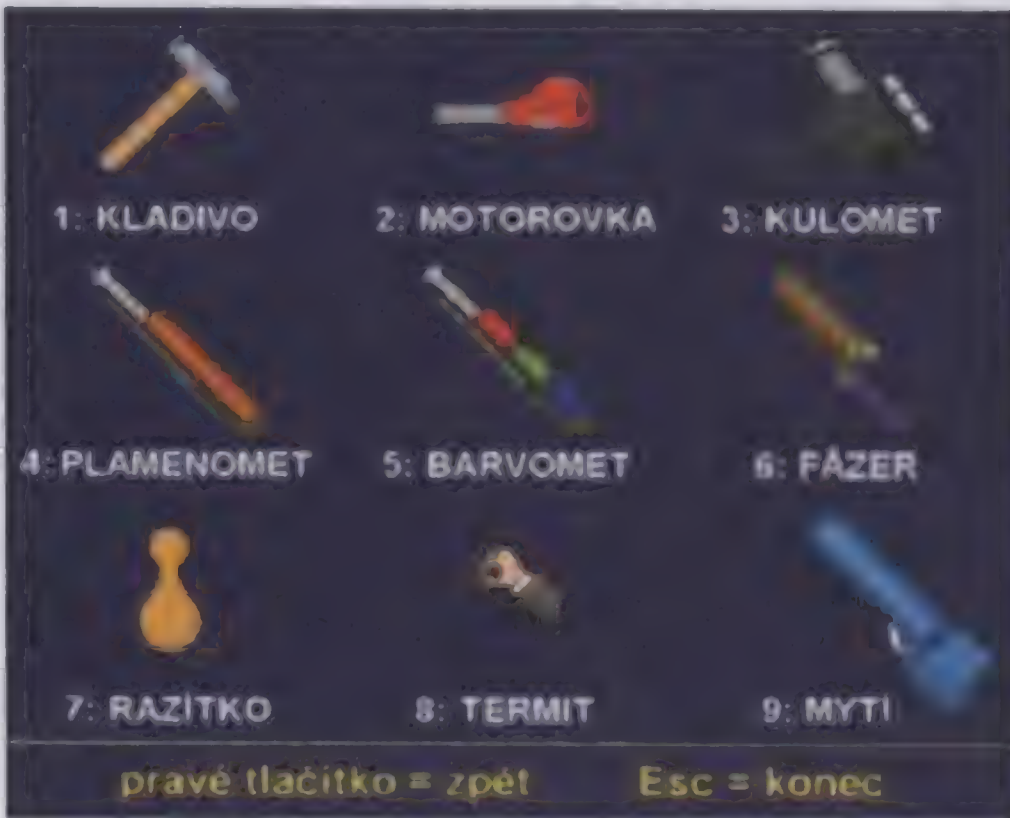 1: KLADIVO 2: MOTOROVKA 3: KULOMET
4: PLAMENOMET 5: BARVOMET 6: FÁZER
7: RAZÍTKO 8: TERMIT 9: MYTÍ
pravé tlačítko = zpět Esc = konec